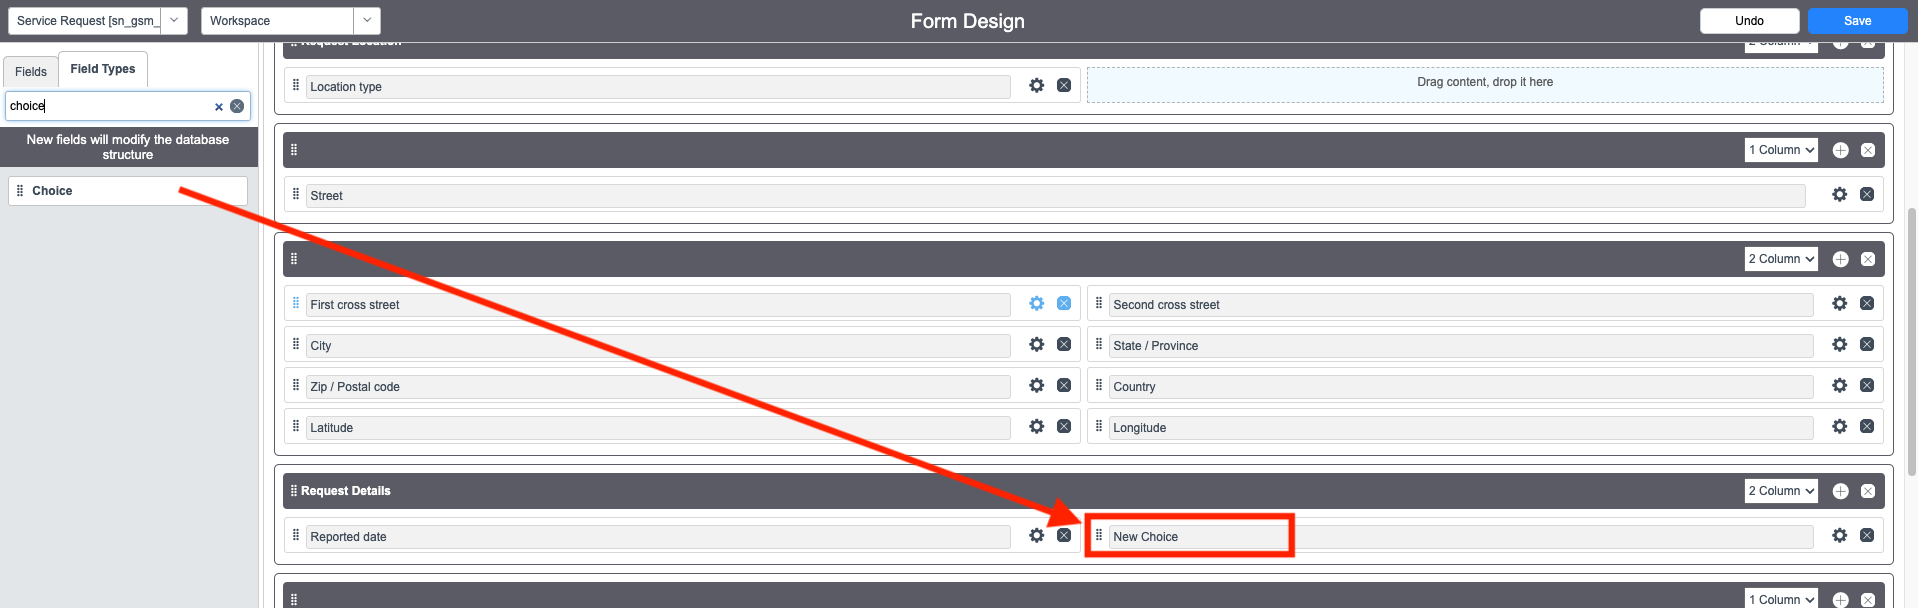 Service Request [sn_gsm_
Workspace
Form Design
Undo
Save
Fields
Field Types
choice
New fields will modify the database
structure
Choice
Request Location
2 Column
Location type
Drag content, drop it here
1 Column
Street
2 Column
First cross street
Second cross street
City
State / Province
Zip / Postal code
Country
Latitude
Longitude
Request Details
2 Column
Reported date
New Choice
1 Column